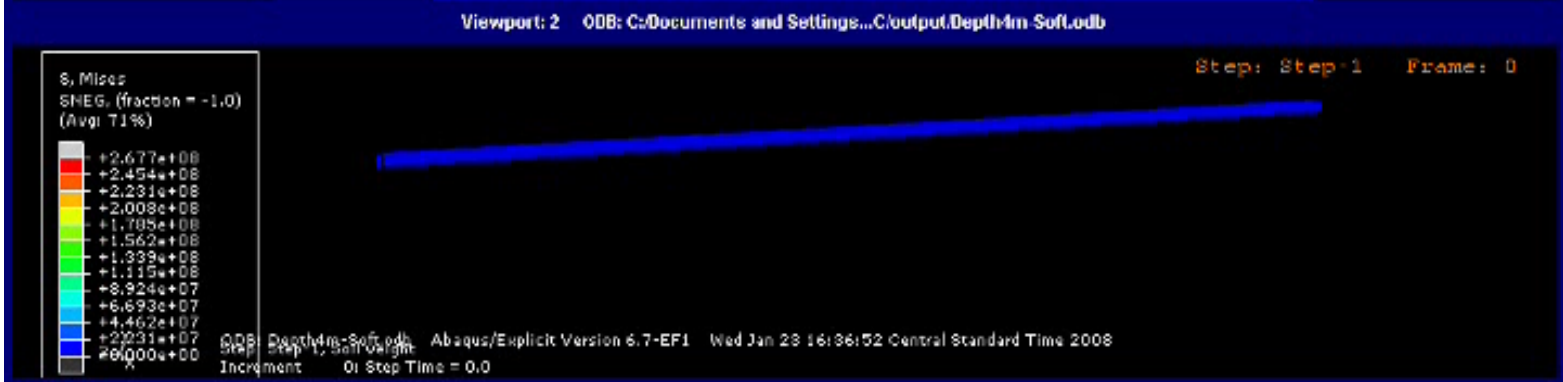 Viewport: 2 ODB: C:/Documents and Settings...C/output/Depth4m-Soft.odb
Step: Step-1 Frame: 0
S, Mises
SNEG, (fraction = -1.0)
(Avg: 71%)
+2.677e+08
+2.454e+08
+2.231e+08
+2.008e+08
+1.785e+08
+1.562e+08
+1.339e+08
+1.115e+08
+8.924e+07
+6.693e+07
+4.462e+07
+2.231e+07
+0.000e+00
ODB: Depth4m-Soft.odb Abaqus/Explicit Version 6.7-EF1 Wed Jan 23 16:36:52 Central Standard Time 2008
Step: Step-1, Soil Weight
Increment 0: Step Time = 0.0